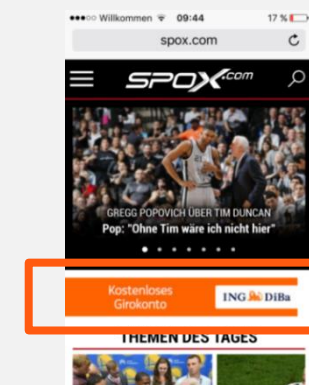 Willkommen 09:44 17 %
spox.com
SPOX.com
GREGG POPOVICH ÜBER TIM DUNCAN
Pop: "Ohne Tim wäre ich nicht hier"
Kostenloses
Girokonto
ING DiBa
THEMEN DES TAGES